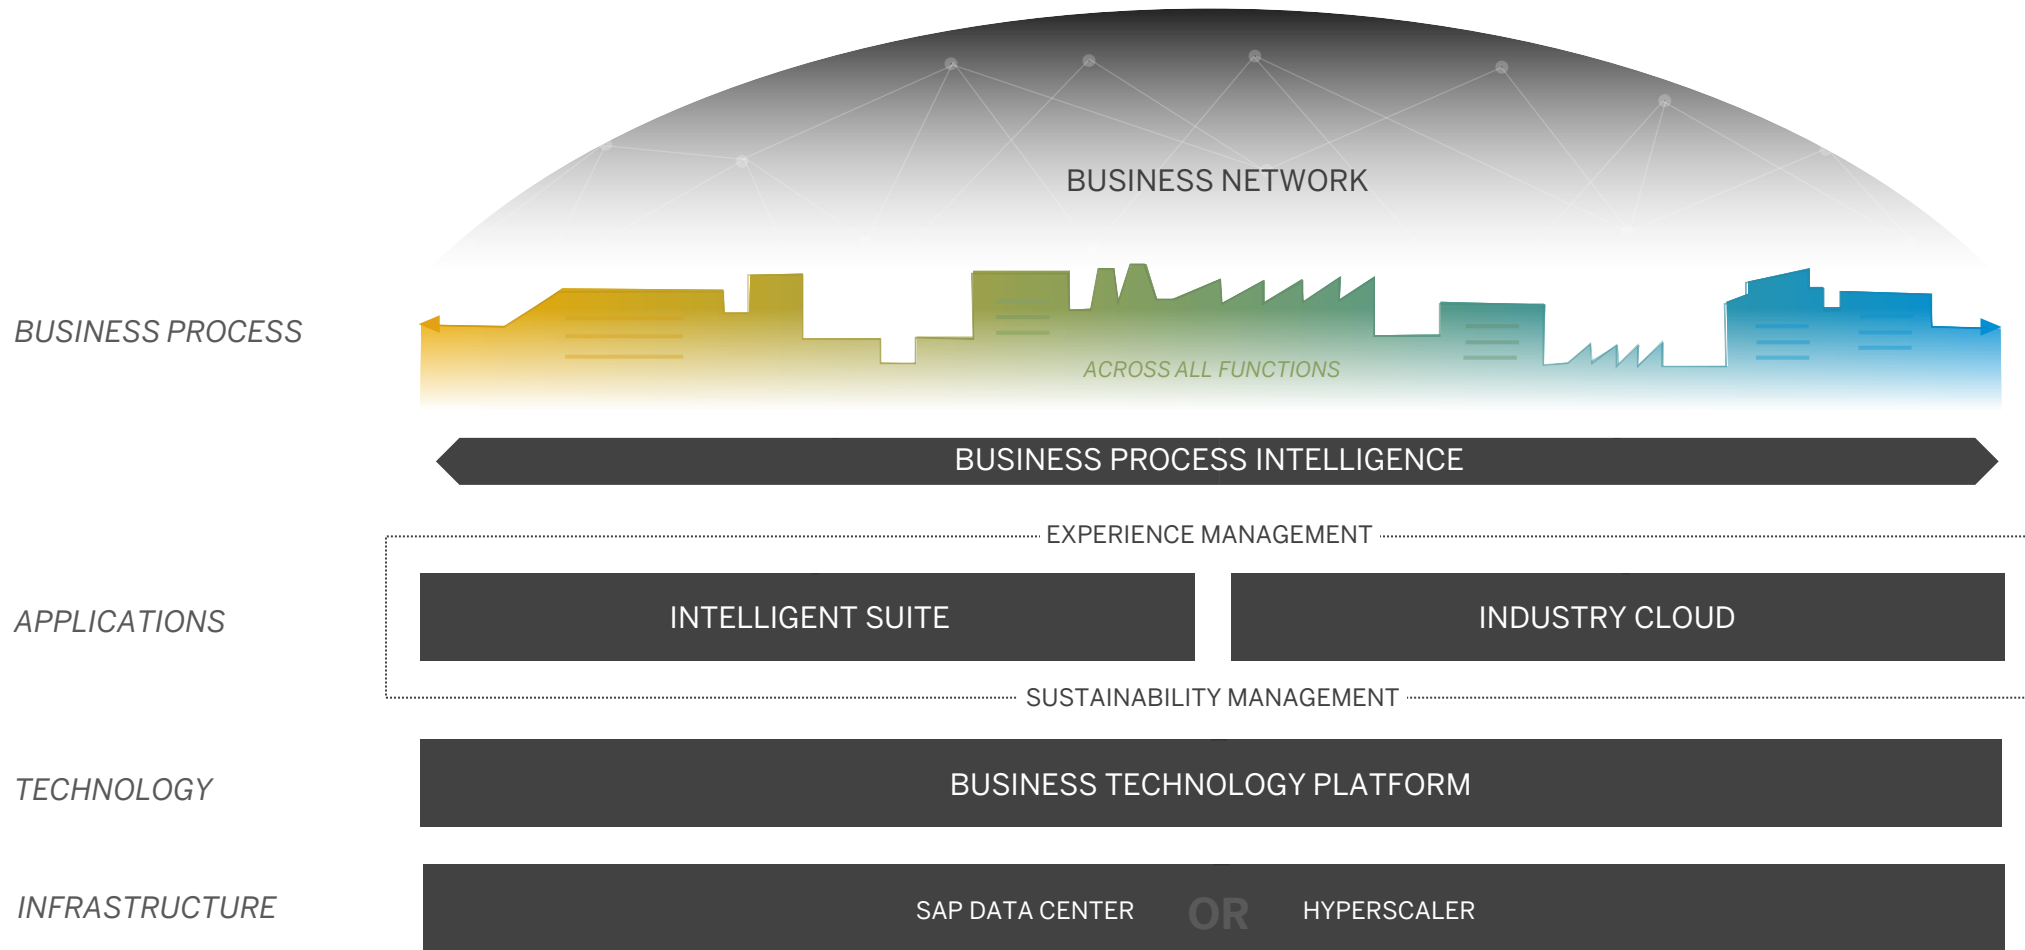 BUSINESS NETWORK
BUSINESS PROCESS
ACROSS ALL FUNCTIONS
BUSINESS PROCESS INTELLIGENCE
EXPERIENCE MANAGEMENT
APPLICATIONS
INTELLIGENT SUITE
INDUSTRY CLOUD
SUSTAINABILITY MANAGEMENT
TECHNOLOGY
BUSINESS TECHNOLOGY PLATFORM
INFRASTRUCTURE
SAP DATA CENTER OR HYPERSCALER